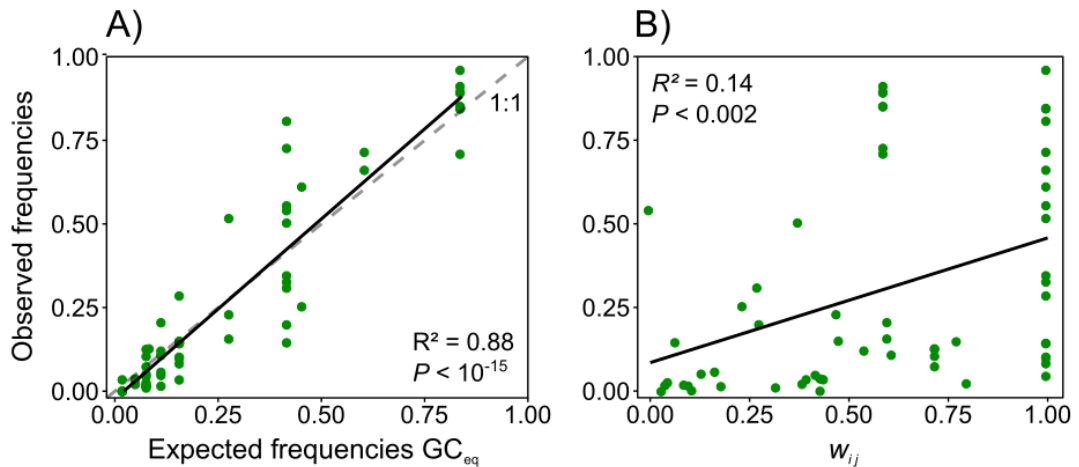 A)
Observed frequencies
1.00
0.75
0.50
0.25
0.00
1:1
R² = 0.88
P < 10⁻¹⁵
0.00 0.25 0.50 0.75 1.00
Expected frequencies GCeq
B)
1.00
0.75
0.50
0.25
0.00
R² = 0.14
P < 0.002
0.00 0.25 0.50 0.75 1.00
wij